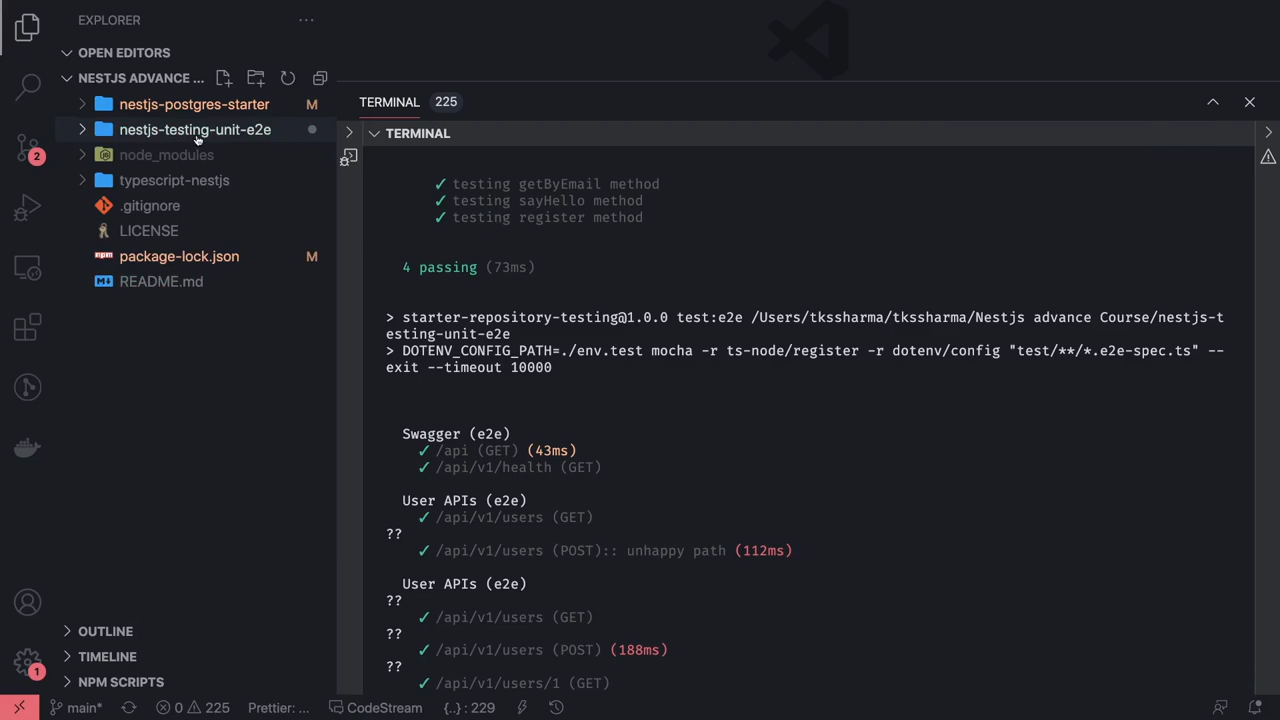 EXPLORER
OPEN EDITORS
NESTJS ADVANCE ...
nestjs-postgres-starter M
nestjs-testing-unit-e2e
node_modules
typescript-nestjs
.gitignore
LICENSE
package-lock.json M
README.md
OUTLINE
TIMELINE
NPM SCRIPTS
2
1
TERMINAL 225
TERMINAL
✓ testing getByEmail method
✓ testing sayHello method
✓ testing register method
4 passing (73ms)
> starter-repository-testing@1.0.0 test:e2e /Users/tkssharma/tkssharma/Nestjs advance Course/nestjs-t
esting-unit-e2e
> DOTENV_CONFIG_PATH=./env.test mocha -r ts-node/register -r dotenv/config "test/**/*.e2e-spec.ts" --
exit --timeout 10000
Swagger (e2e)
✓ /api (GET) (43ms)
✓ /api/v1/health (GET)
User APIs (e2e)
✓ /api/v1/users (GET)
??
✓ /api/v1/users (POST):: unhappy path (112ms)
User APIs (e2e)
??
✓ /api/v1/users (GET)
??
✓ /api/v1/users (POST) (188ms)
??
✓ /api/v1/users/1 (GET)
main* 0 225 Prettier: ... CodeStream {..} : 229